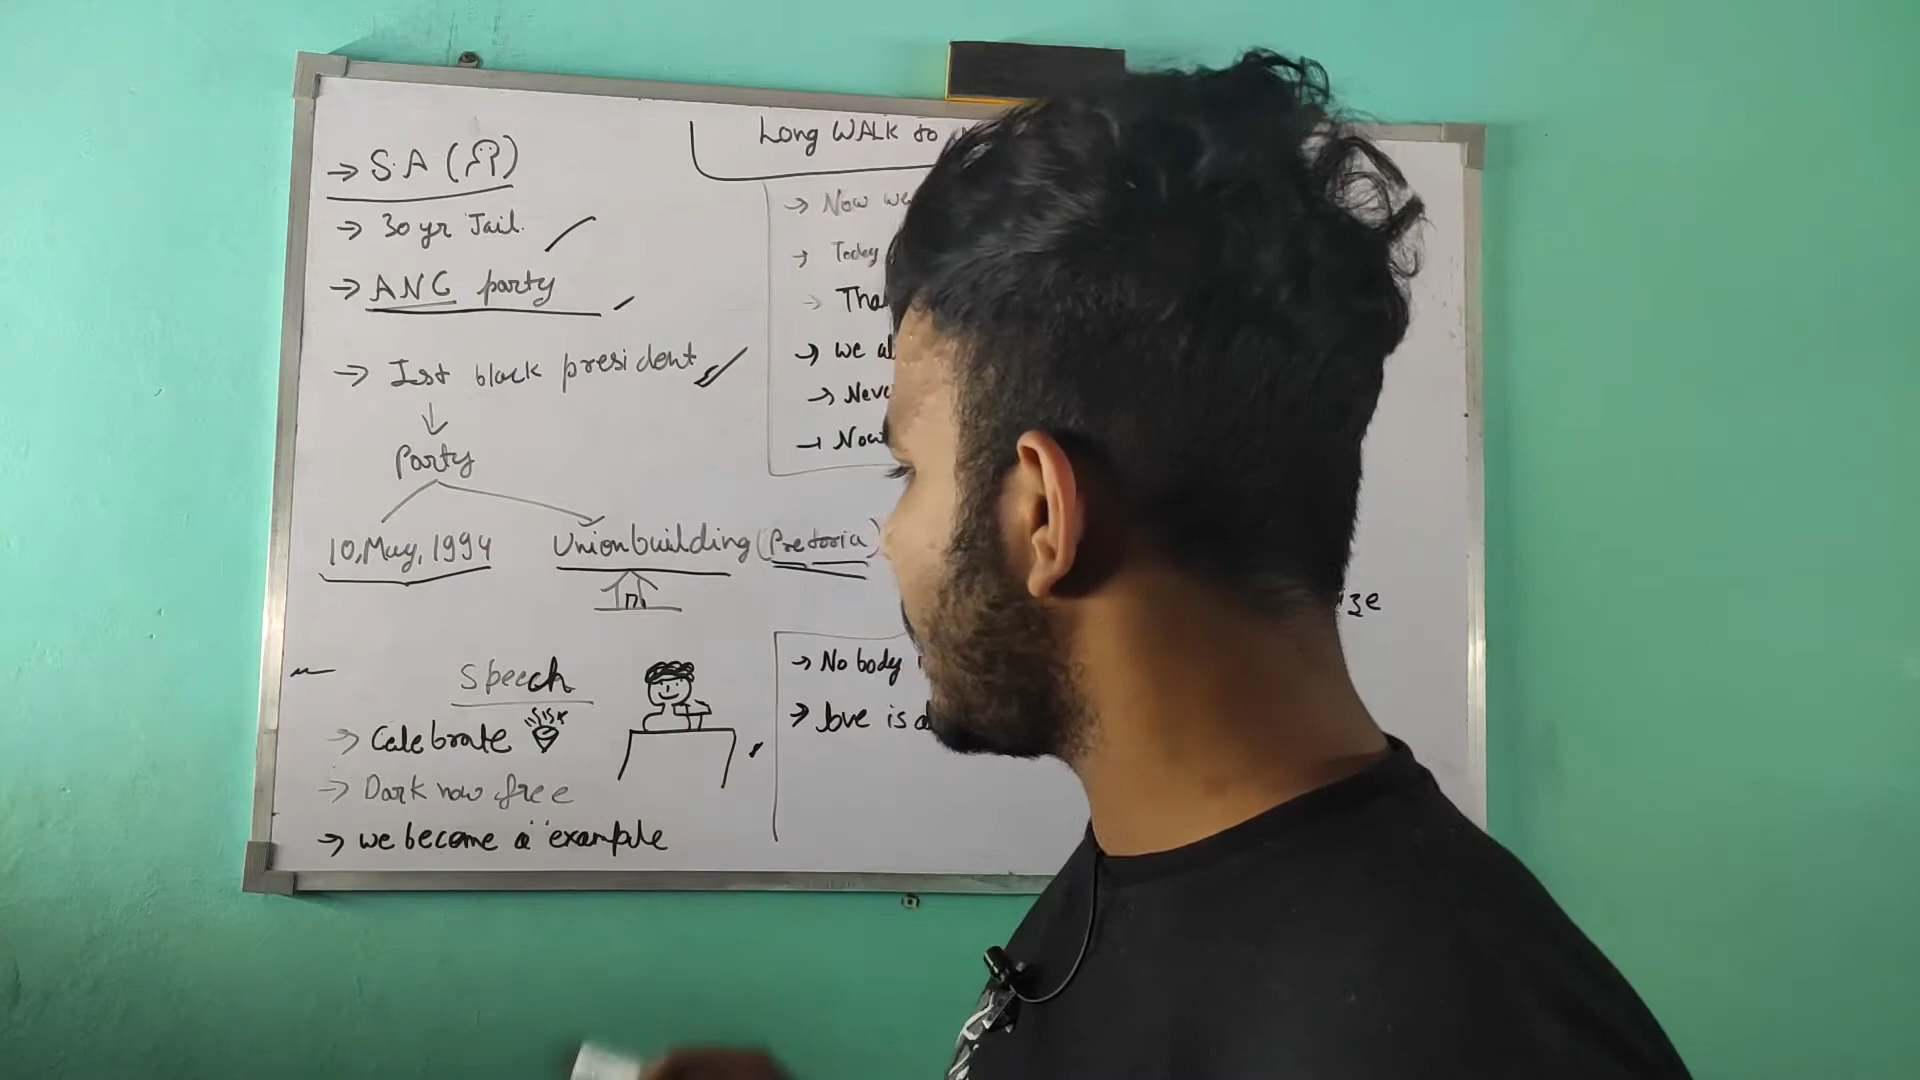 Long WALK to
→ S.A ( )
→ 30 yr Jail.
→ ANC party
→ Ist black president
↓
Party
10, May, 1994
Union building (Pretoria)
Speech
→ Celebrate
→ Dark now free
→ we become a "example
→ Now we
→ Today
→ Tha
→ we al
→ Neve
→ Now
ize
→ No body
→ love is a